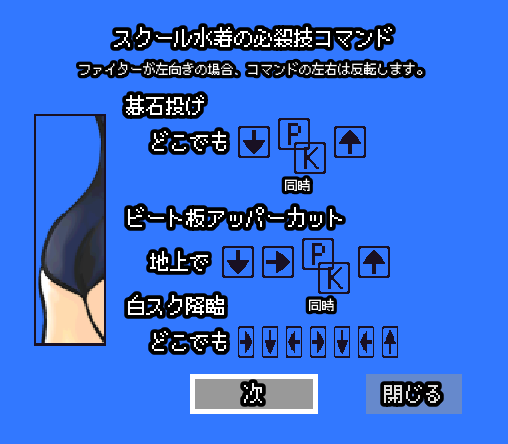 スクール水着の必殺技コマンド
ファイターが左向きの場合、コマンドの左右は反転します。
碁石投げ
どこでも ↓ P K ↑
同時
ビート板アッパーカット
地上で ↓ → P K ↑
同時
白スク降臨
どこでも → ↓ ← → ↓ ← ↑
次 閉じる